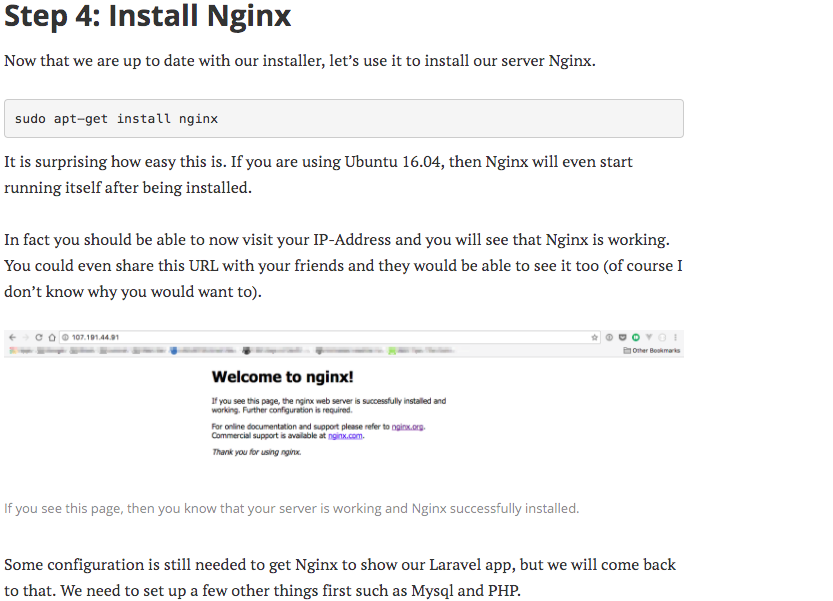 Step 4: Install Nginx
Now that we are up to date with our installer, let’s use it to install our server Nginx.
sudo apt-get install nginx
It is surprising how easy this is. If you are using Ubuntu 16.04, then Nginx will even start
running itself after being installed.
In fact you should be able to now visit your IP-Address and you will see that Nginx is working.
You could even share this URL with your friends and they would be able to see it too (of course I
don’t know why you would want to).
107.191.44.91
Other Bookmarks
Welcome to nginx!
If you see this page, the nginx web server is successfully installed and
working. Further configuration is required.
For online documentation and support please refer to nginx.org.
Commercial support is available at nginx.com.
Thank you for using nginx.
If you see this page, then you know that your server is working and Nginx successfully installed.
Some configuration is still needed to get Nginx to show our Laravel app, but we will come back
to that. We need to set up a few other things first such as Mysql and PHP.